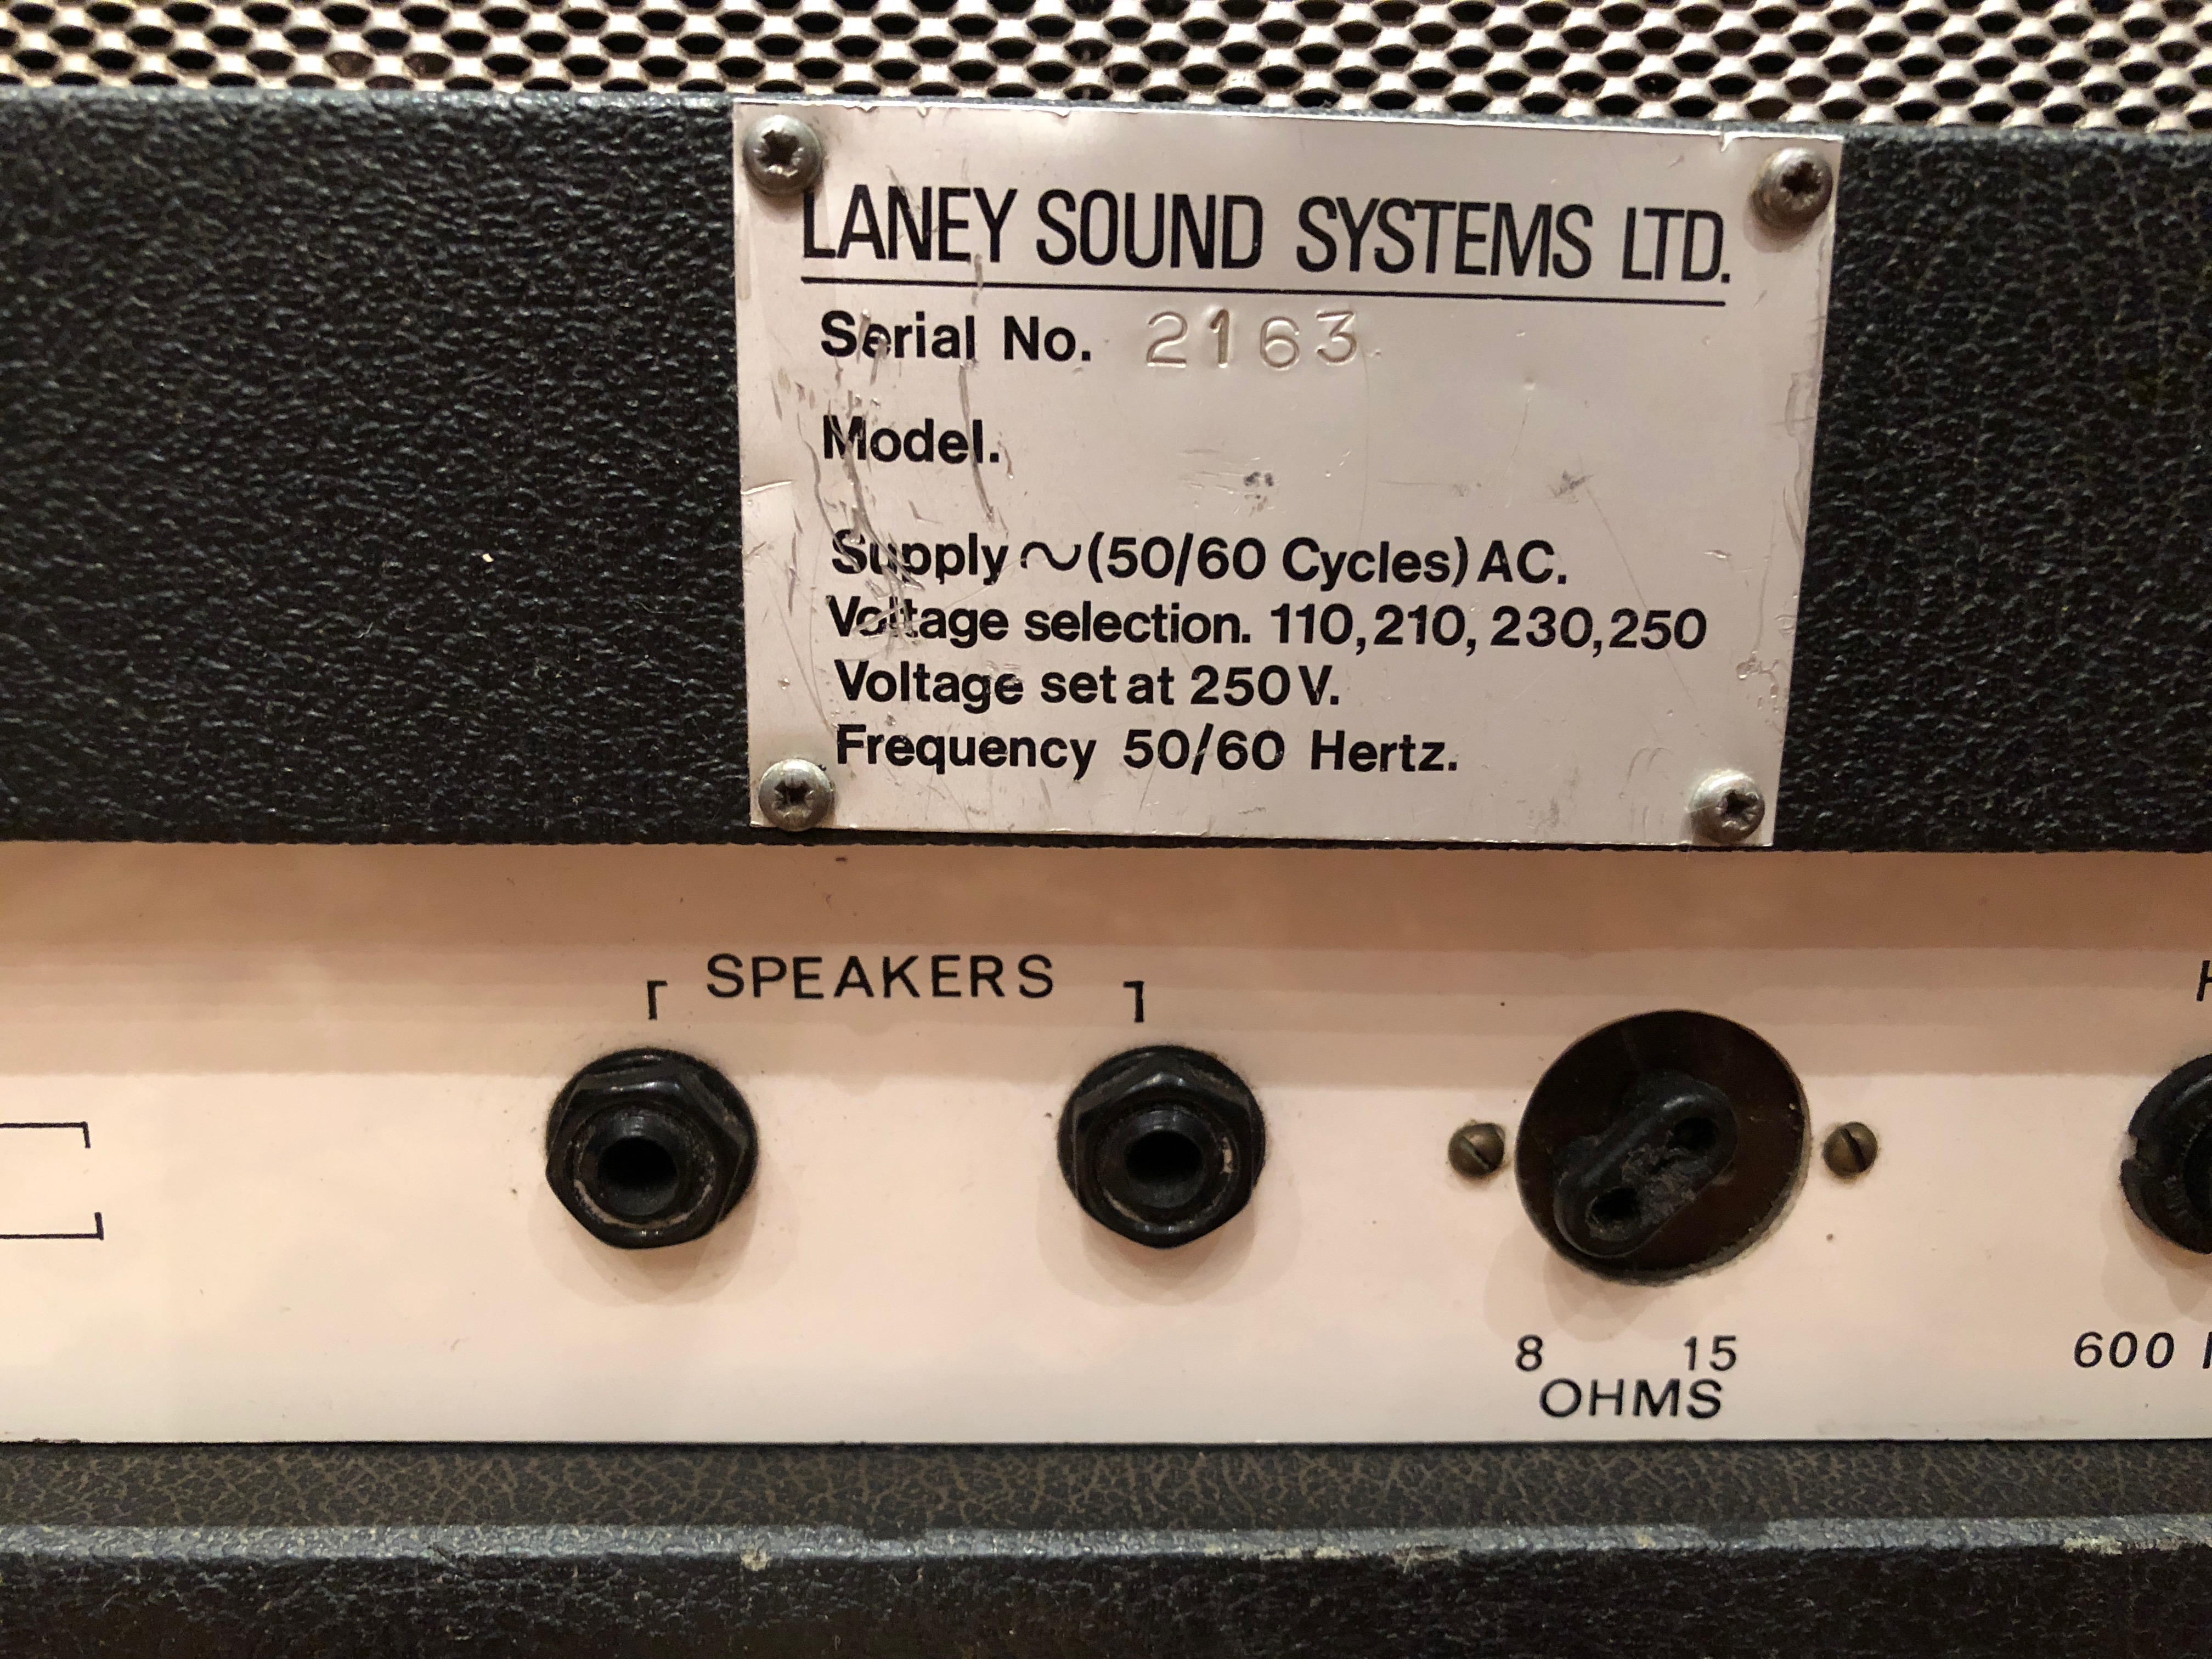 LANEY SOUND SYSTEMS LTD.
Serial No. 2163
Model.
Supply ~ (50/60 Cycles) AC.
Voltage selection. 110, 210, 230, 250
Voltage set at 250 V.
Frequency 50/60 Hertz.
SPEAKERS
8 15
OHMS
600